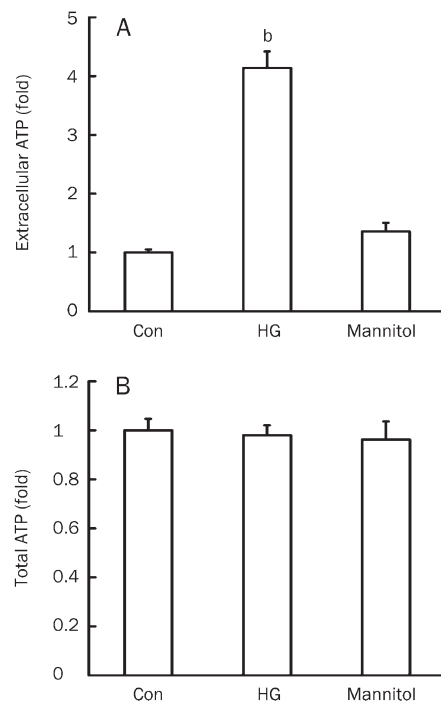 A
Extracellular ATP (fold)
5
4
3
2
1
0
b
Con HG Mannitol
B
Total ATP (fold)
1.2
1
0.8
0.6
0.4
0.2
0
Con HG Mannitol